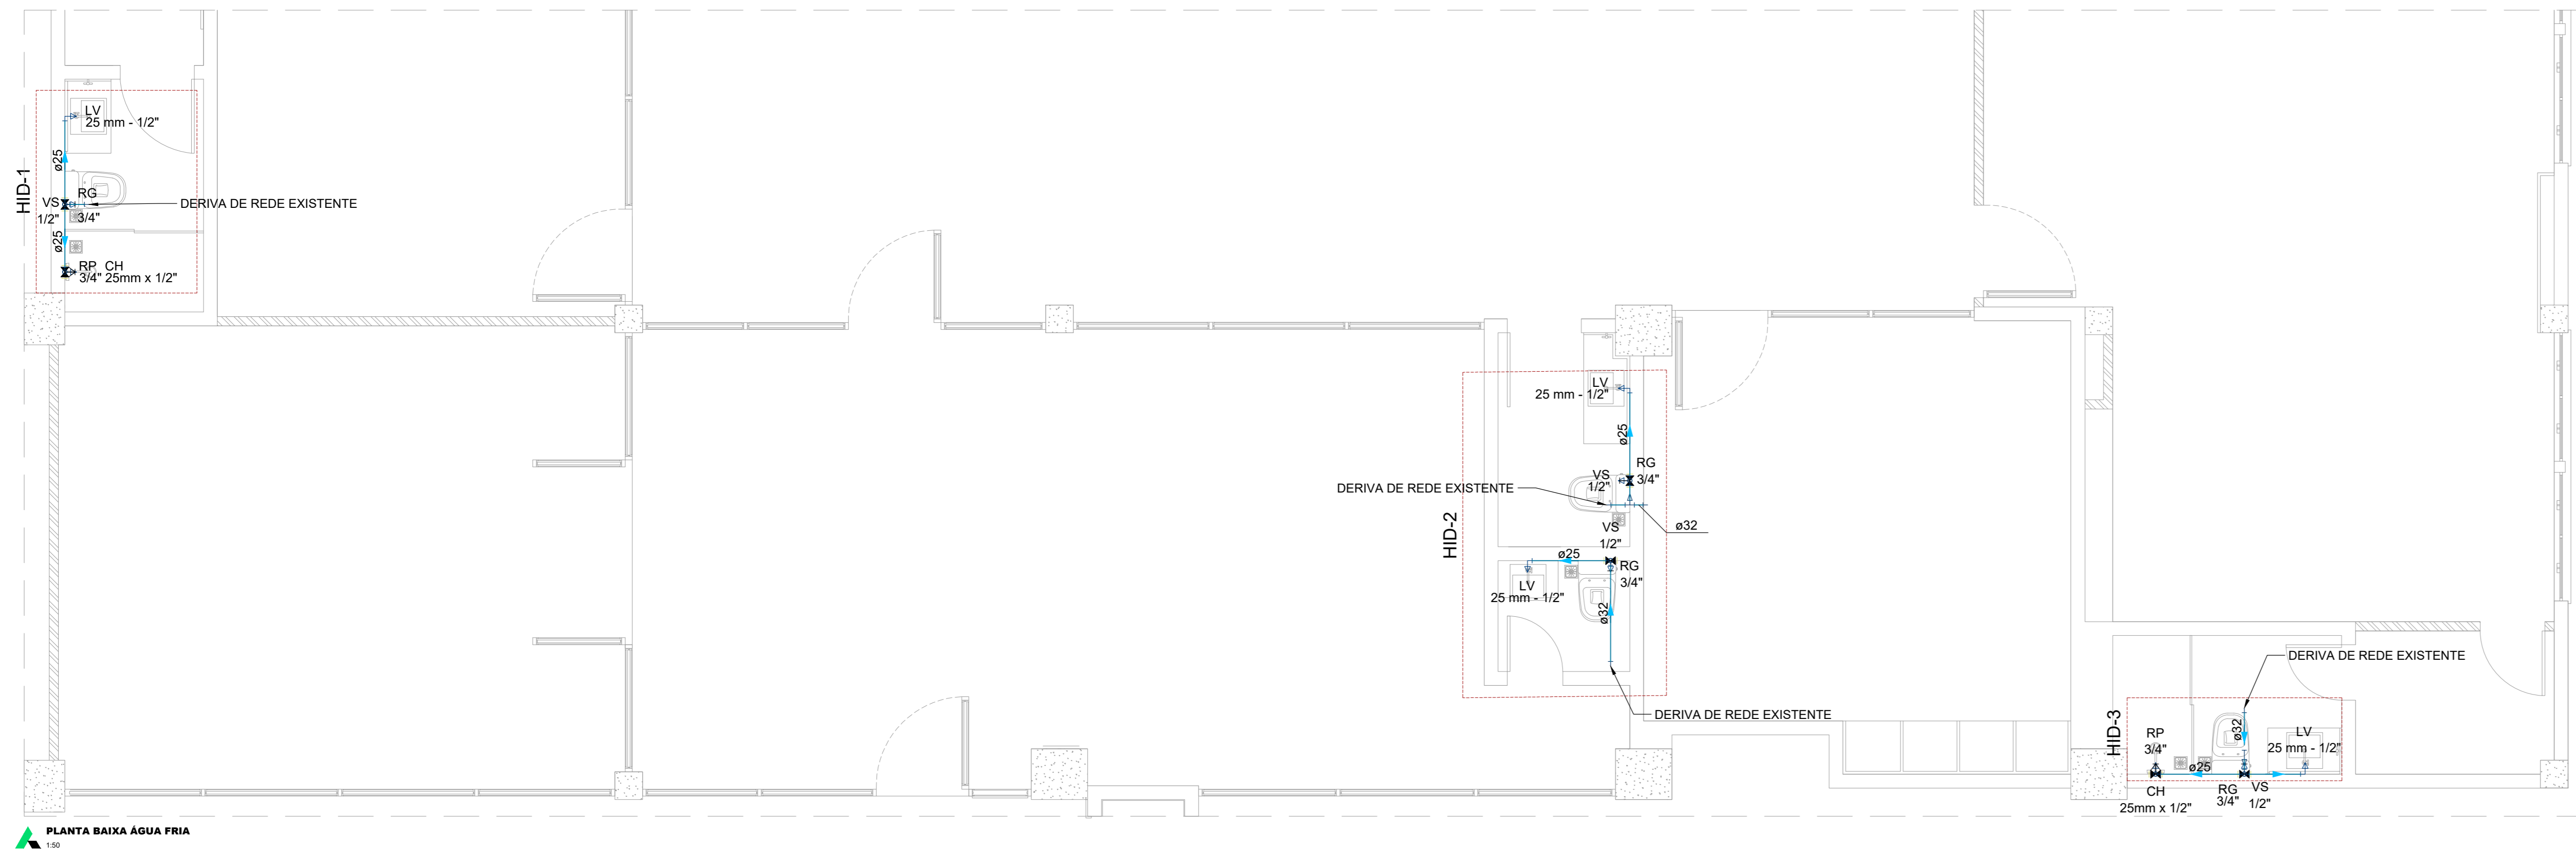 HID-1
LV
25 mm - 1/2"
ø25
VS
1/2"
RG
3/4"
DERIVA DE REDE EXISTENTE
ø25
RP CH
3/4" 25mm x 1/2"
HID-2
LV
25 mm - 1/2"
ø25
RG
3/4"
VS
1/2"
DERIVA DE REDE EXISTENTE
ø32
VS
1/2"
ø25
RG
3/4"
LV
25 mm - 1/2"
ø32
DERIVA DE REDE EXISTENTE
HID-3
DERIVA DE REDE EXISTENTE
RP
3/4"
ø32
LV
25 mm - 1/2"
ø25
CH
25mm x 1/2"
RG
3/4"
VS
1/2"
PLANTA BAIXA ÁGUA FRIA
1:50